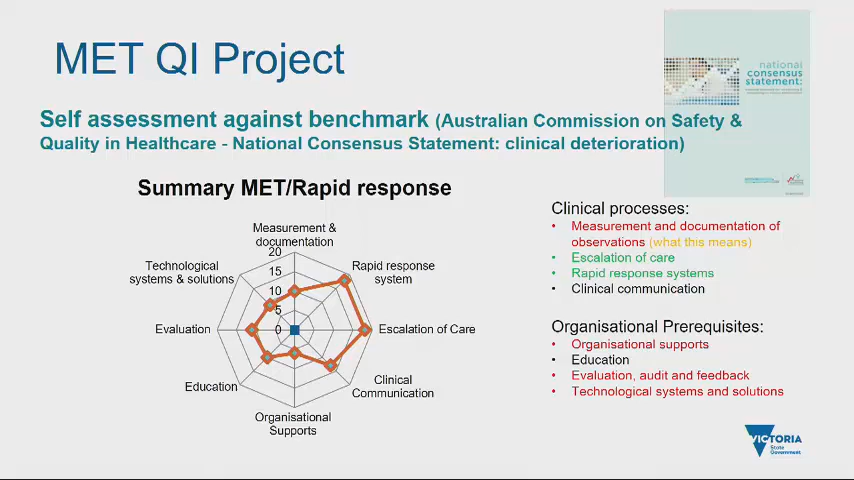 MET QI Project
national
consensus
statement:
Self assessment against benchmark (Australian Commission on Safety &
Quality in Healthcare - National Consensus Statement: clinical deterioration)
Summary MET/Rapid response
Measurement &
documentation
20
15
10
5
0
Rapid response
system
Escalation of Care
Clinical
Communication
Organisational
Supports
Education
Evaluation
Technological
systems & solutions
Clinical processes:
• Measurement and documentation of
observations (what this means)
• Escalation of care
• Rapid response systems
• Clinical communication
Organisational Prerequisites:
• Organisational supports
• Education
• Evaluation, audit and feedback
• Technological systems and solutions
VICTORIA
State
Government